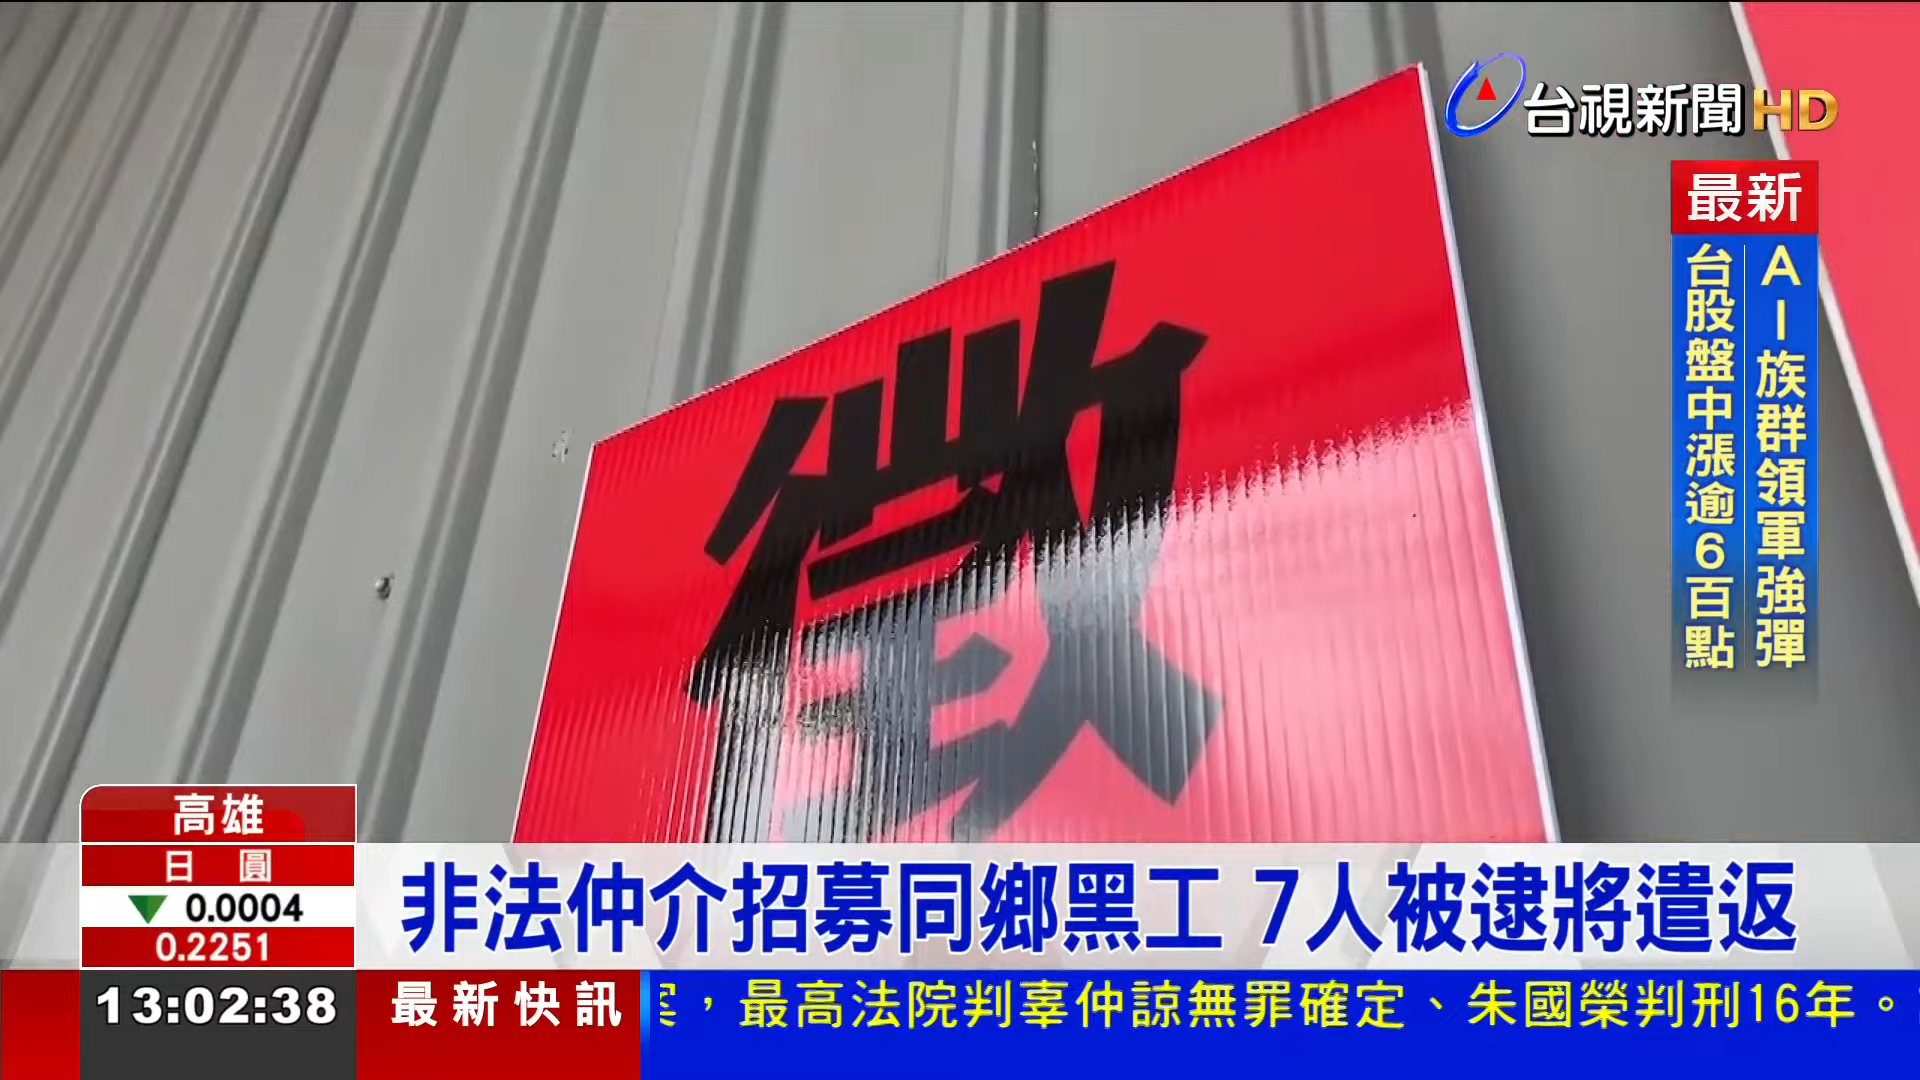 台視新聞HD
最新
AI族群領軍強彈
台股盤中漲逾6百點
徵
高雄
日圓
▼0.0004
0.2251
非法仲介招募同鄉黑工 7人被逮將遣返
13:02:38
最新快訊
案，最高法院判辜仲諒無罪確定、朱國榮判刑16年。